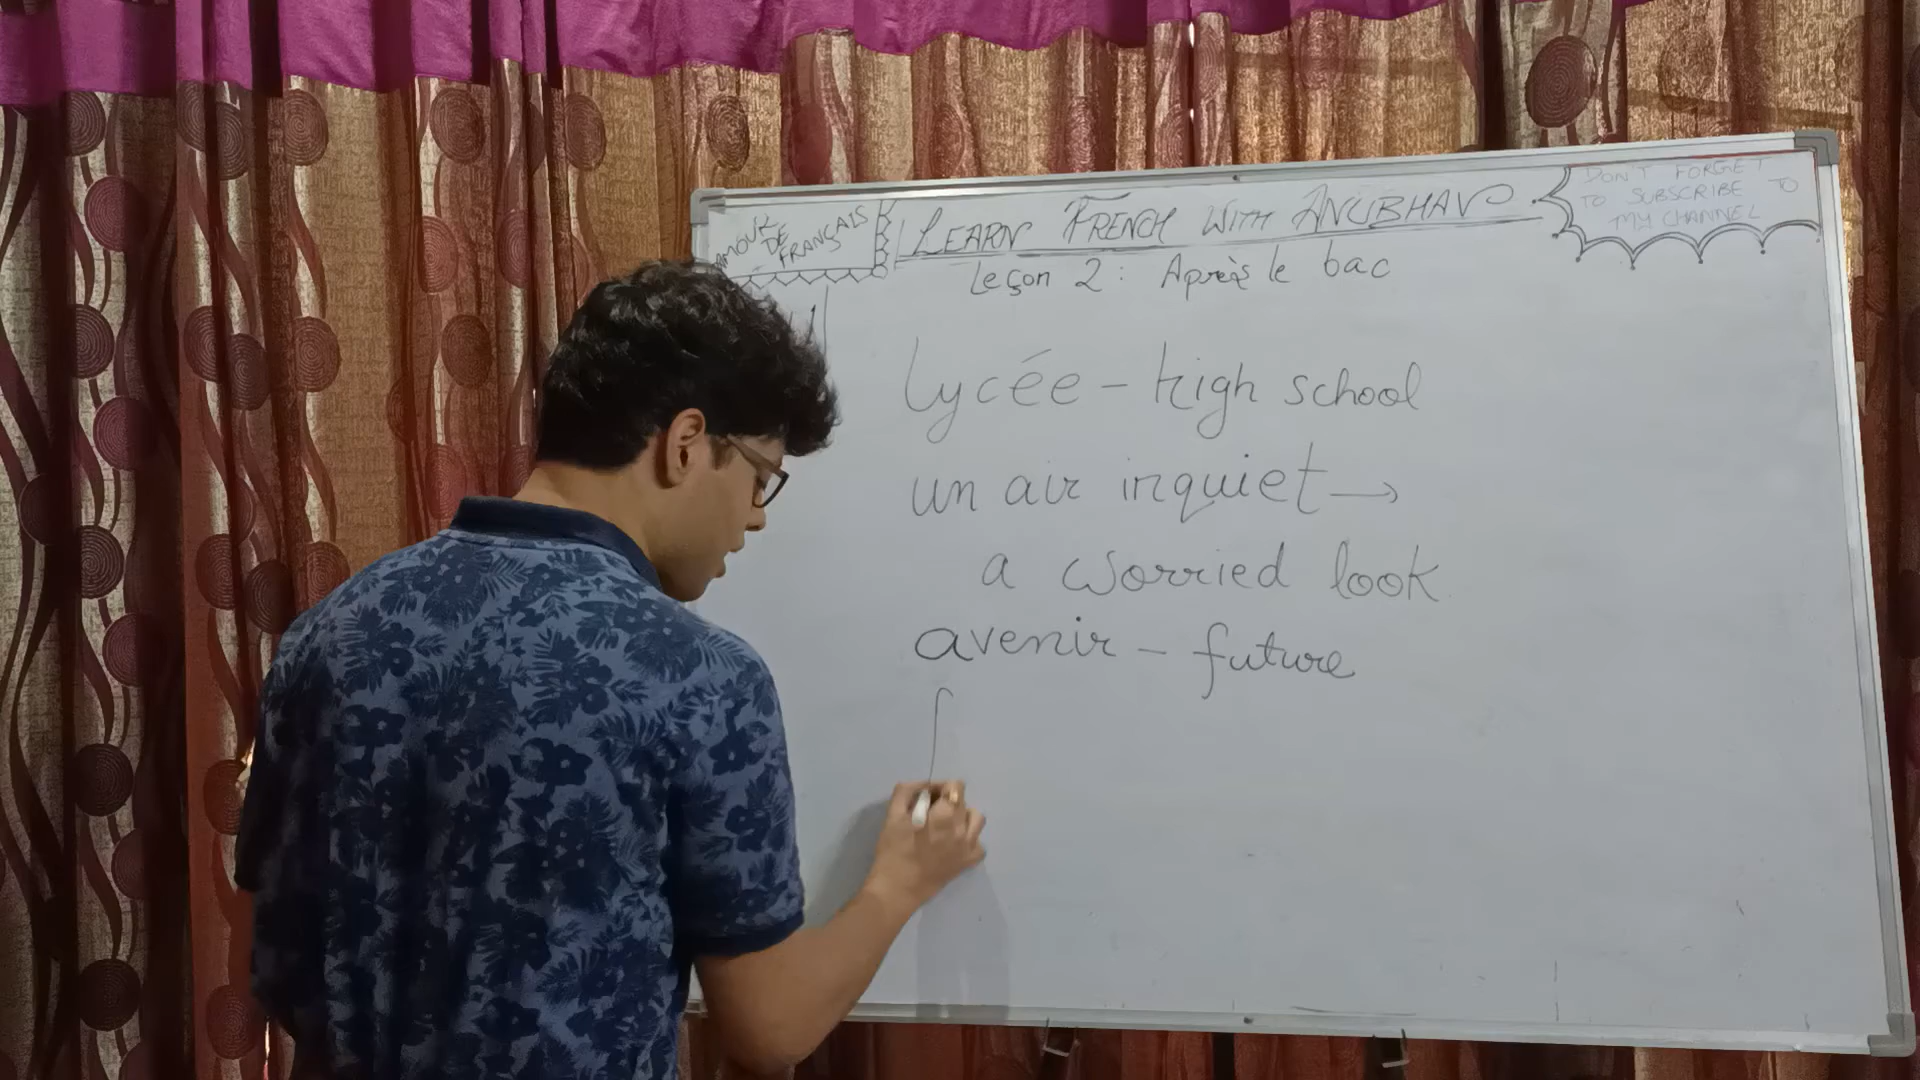 DE
FRANÇAIS
LEARN FRENCH WITH ANUBHAV
DON'T FORGET
TO SUBSCRIBE TO
MY CHANNEL
Leçon 2 : Après le bac
Lycée - High school
un air inquiet →
a worried look
avenir - future